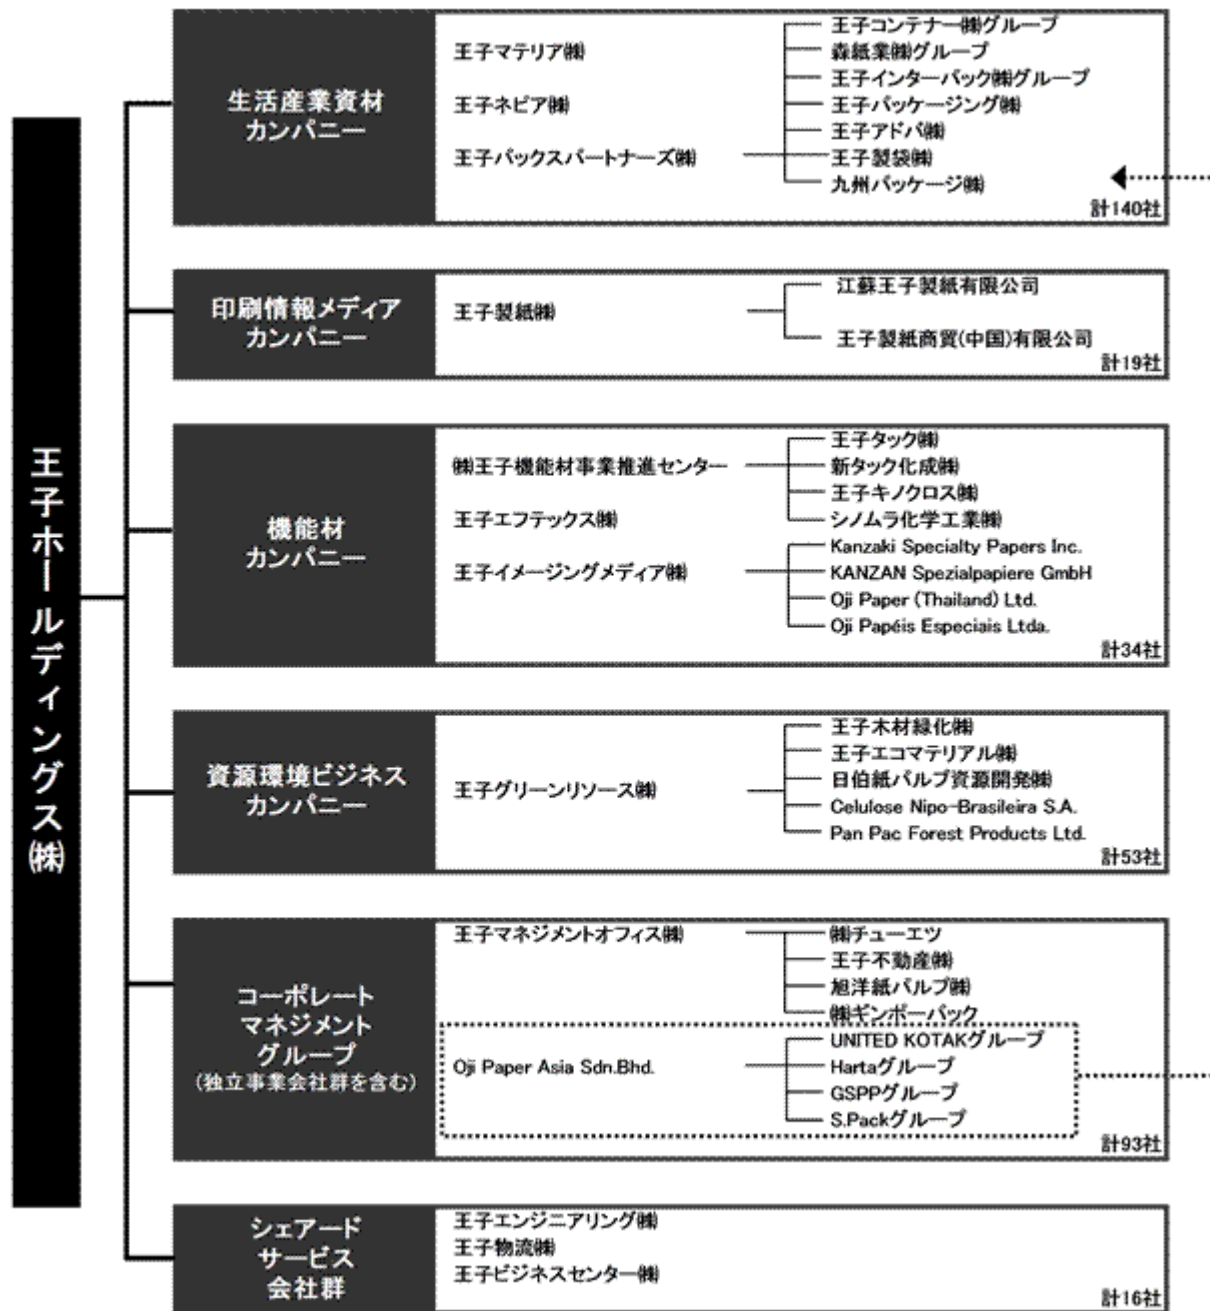 王子ホールディングス㈱
生活産業資材
カンパニー
王子マテリア㈱
王子ネピア㈱
王子パックスパートナーズ㈱
王子コンテナー㈱グループ
森紙業㈱グループ
王子インターパック㈱グループ
王子パッケージング㈱
王子アドバ㈱
王子製袋㈱
九州パッケージ㈱
計140社
印刷情報メディア
カンパニー
王子製紙㈱
江蘇王子製紙有限公司
王子製紙商貿(中国)有限公司
計19社
機能材
カンパニー
㈱王子機能材事業推進センター
王子エフテックス㈱
王子イメージングメディア㈱
王子タック㈱
新タック化成㈱
王子キノクロス㈱
シノムラ化学工業㈱
Kanzaki Specialty Papers Inc.
KANZAN Spezialpapiere GmbH
Oji Paper (Thailand) Ltd.
Oji Papéis Especiais Ltda.
計34社
資源環境ビジネス
カンパニー
王子グリーンリソース㈱
王子木材緑化㈱
王子エコマテリアル㈱
日伯紙パルプ資源開発㈱
Celulose Nipo-Brasileira S.A.
Pan Pac Forest Products Ltd.
計53社
コーポレート
マネジメント
グループ
(独立事業会社群を含む)
王子マネジメントオフィス㈱
㈱チューエツ
王子不動産㈱
旭洋紙パルプ㈱
㈱ギンポーパック
Oji Paper Asia Sdn.Bhd.
UNITED KOTAKグループ
Hartaグループ
GSPPグループ
S.Packグループ
計93社
シェアード
サービス
会社群
王子エンジニアリング㈱
王子物流㈱
王子ビジネスセンター㈱
計16社